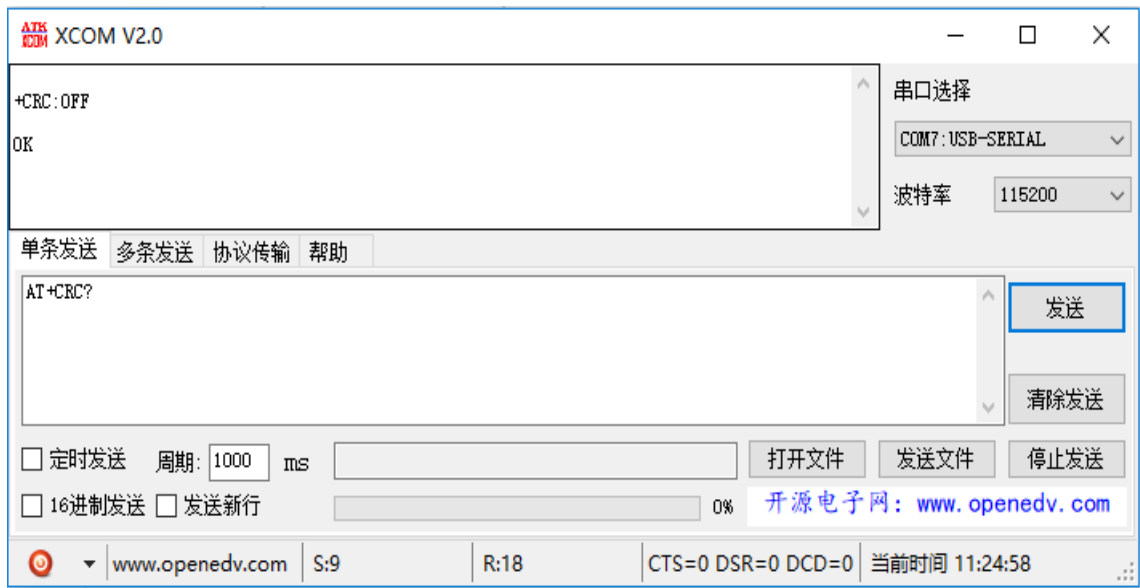 ATK XCOM XCOM V2.0
+CRC:OFF
OK
串口选择
COM7:USB-SERIAL
波特率 115200
单条发送 多条发送 协议传输 帮助
AT+CRC?
发送
清除发送
定时发送 周期: 1000 ms 打开文件 发送文件 停止发送
16进制发送 发送新行 0% 开源电子网: www.openedv.com
www.openedv.com S:9 R:18 CTS=0 DSR=0 DCD=0 当前时间 11:24:58